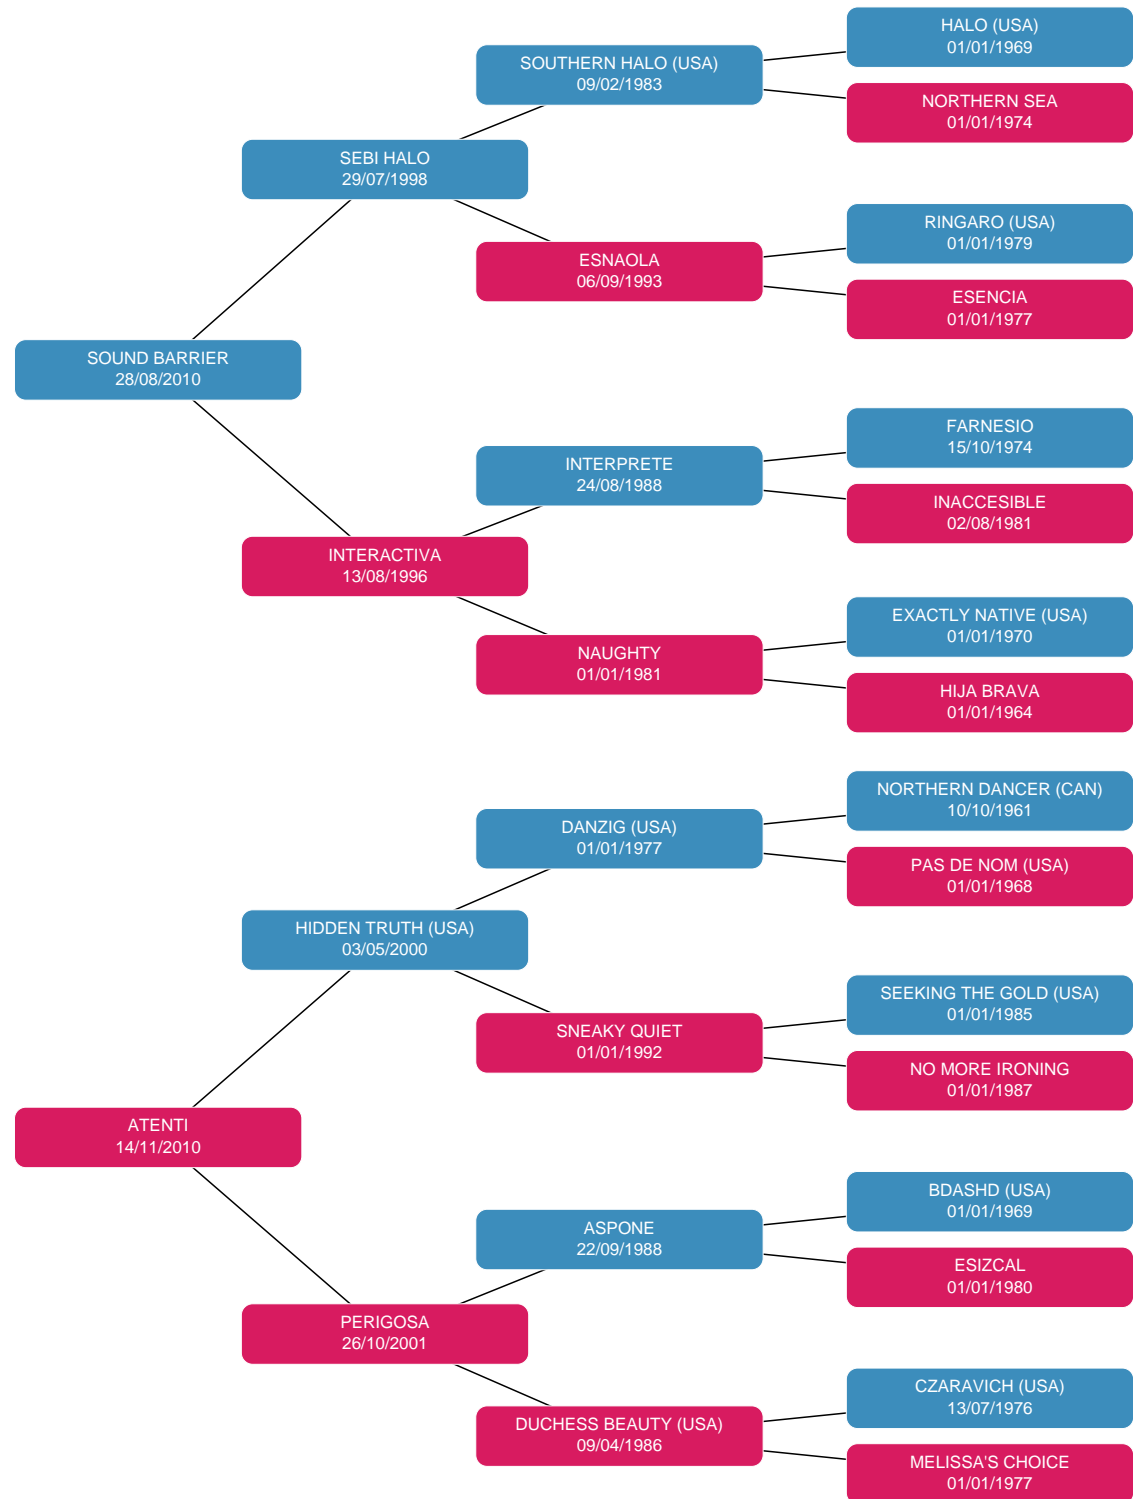 HALO (USA)
01/01/1969
SOUTHERN HALO (USA)
09/02/1983
NORTHERN SEA
01/01/1974
SEBI HALO
29/07/1998
RINGARO (USA)
01/01/1979
ESNAOLA
06/09/1993
ESENCIA
01/01/1977
SOUND BARRIER
28/08/2010
FARNESIO
15/10/1974
INTERPRETE
24/08/1988
INACCESIBLE
02/08/1981
INTERACTIVA
13/08/1996
EXACTLY NATIVE (USA)
01/01/1970
NAUGHTY
01/01/1981
HIJA BRAVA
01/01/1964
NORTHERN DANCER (CAN)
10/10/1961
DANZIG (USA)
01/01/1977
PAS DE NOM (USA)
01/01/1968
HIDDEN TRUTH (USA)
03/05/2000
SEEKING THE GOLD (USA)
01/01/1985
SNEAKY QUIET
01/01/1992
NO MORE IRONING
01/01/1987
ATENTI
14/11/2010
BDASHD (USA)
01/01/1969
ASPONE
22/09/1988
ESIZCAL
01/01/1980
PERIGOSA
26/10/2001
CZARAVICH (USA)
13/07/1976
DUCHESS BEAUTY (USA)
09/04/1986
MELISSA'S CHOICE
01/01/1977